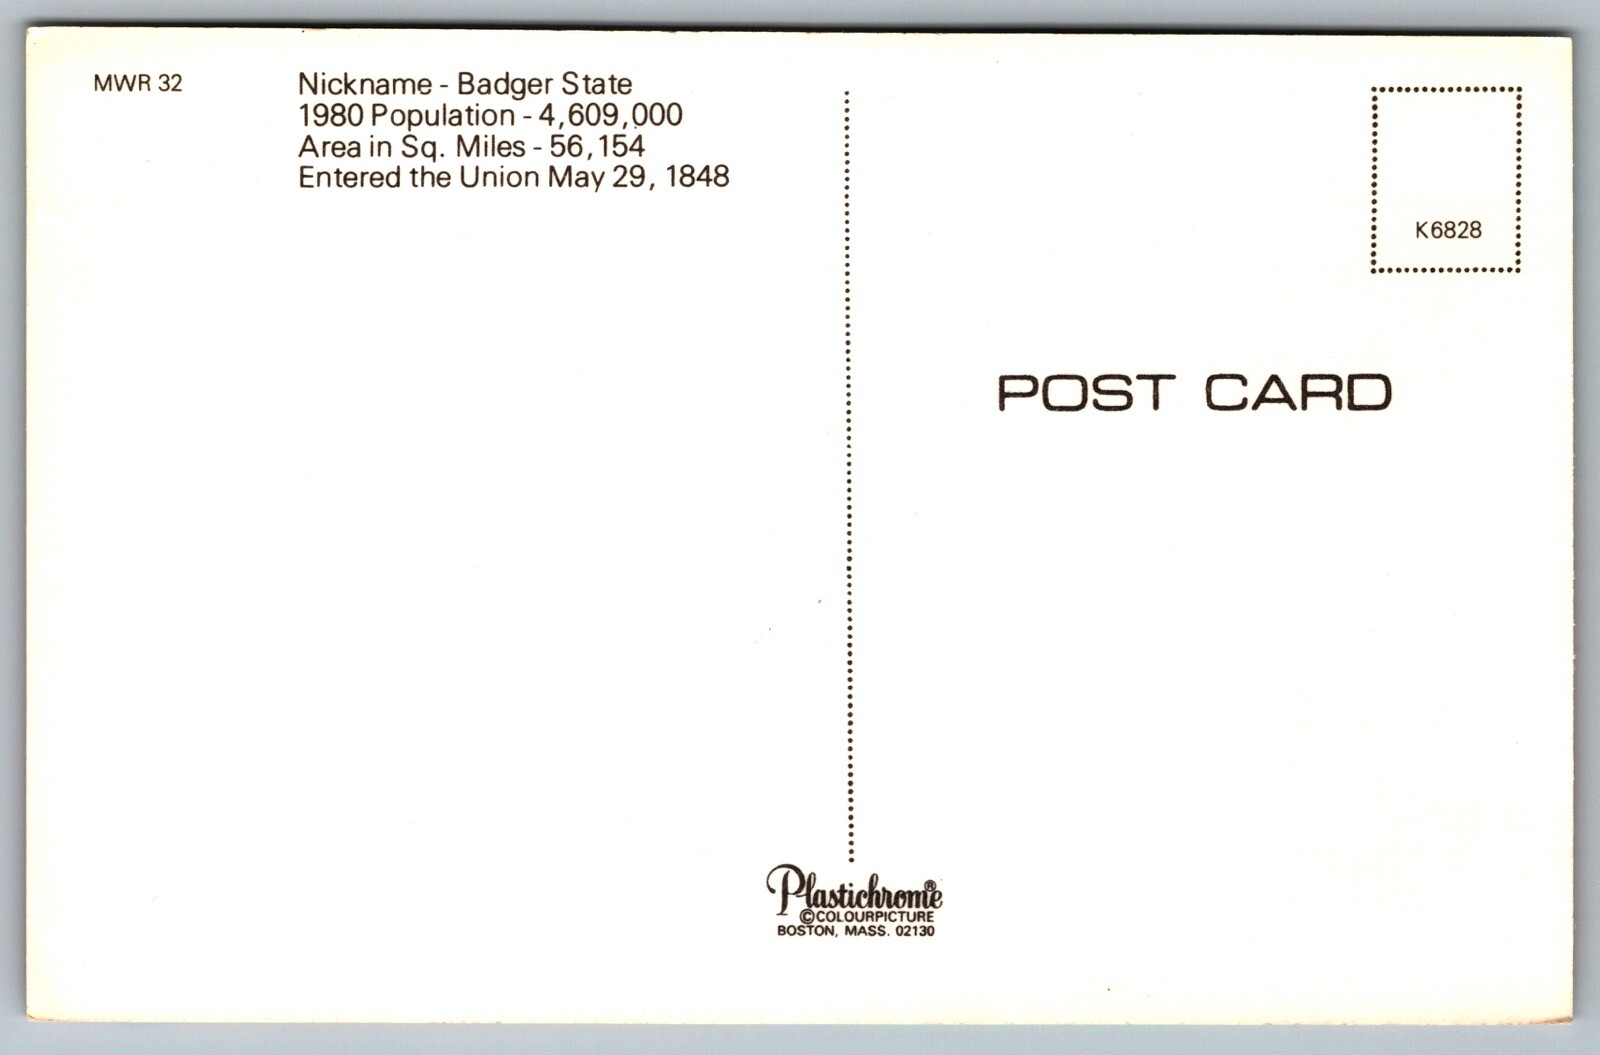 MWR 32
Nickname - Badger State
1980 Population - 4,609,000
Area in Sq. Miles - 56,154
Entered the Union May 29, 1848
K6828
POST CARD
Plastichrome®
©COLOURPICTURE
BOSTON, MASS. 02130